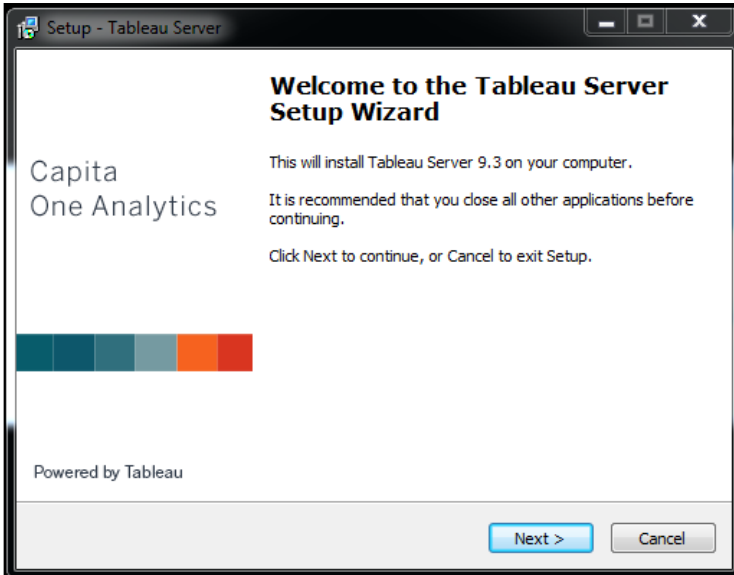 Setup - Tableau Server
Welcome to the Tableau Server
Setup Wizard
This will install Tableau Server 9.3 on your computer.
It is recommended that you close all other applications before
continuing.
Click Next to continue, or Cancel to exit Setup.
Capita
One Analytics
Powered by Tableau
Next >
Cancel